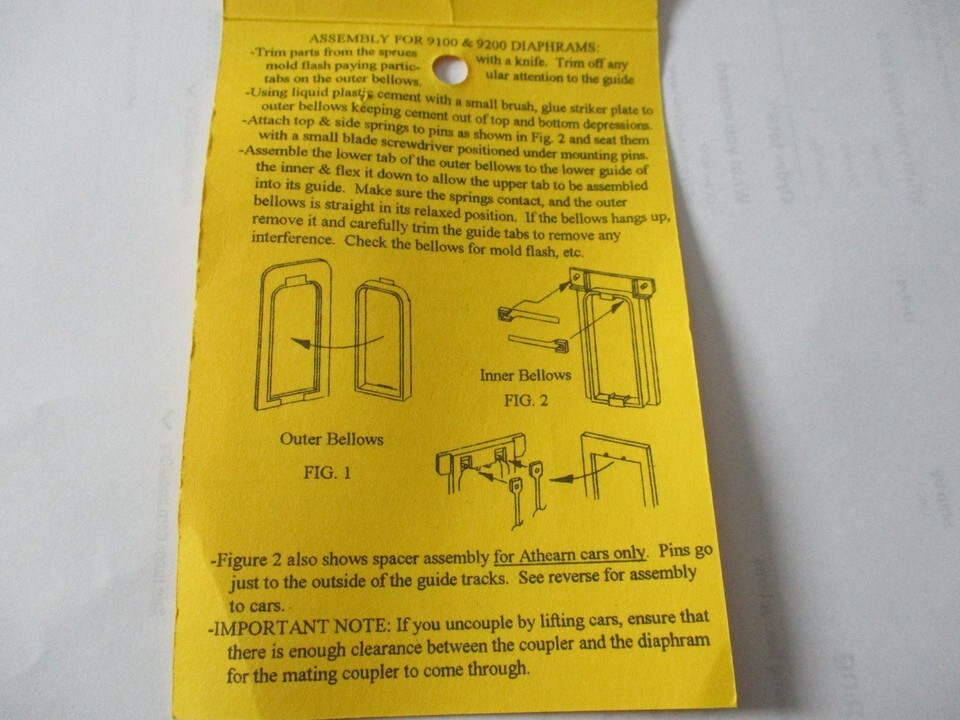 ASSEMBLY FOR 9100 & 9200 DIAPHRAMS:
-Trim parts from the sprues with a knife. Trim off any
mold flash paying partic- ular attention to the guide
tabs on the outer bellows.
-Using liquid plastic cement with a small brush, glue striker plate to
outer bellows keeping cement out of top and bottom depressions.
-Attach top & side springs to pins as shown in Fig. 2 and seat them
with a small blade screwdriver positioned under mounting pins.
-Assemble the lower tab of the outer bellows to the lower guide of
the inner & flex it down to allow the upper tab to be assembled
into its guide. Make sure the springs contact, and the outer
bellows is straight in its relaxed position. If the bellows hangs up,
remove it and carefully trim the guide tabs to remove any
interference. Check the bellows for mold flash, etc.
Inner Bellows
FIG. 2
Outer Bellows
FIG. 1
-Figure 2 also shows spacer assembly for Athearn cars only. Pins go
just to the outside of the guide tracks. See reverse for assembly
to cars.
-IMPORTANT NOTE: If you uncouple by lifting cars, ensure that
there is enough clearance between the coupler and the diaphram
for the mating coupler to come through.